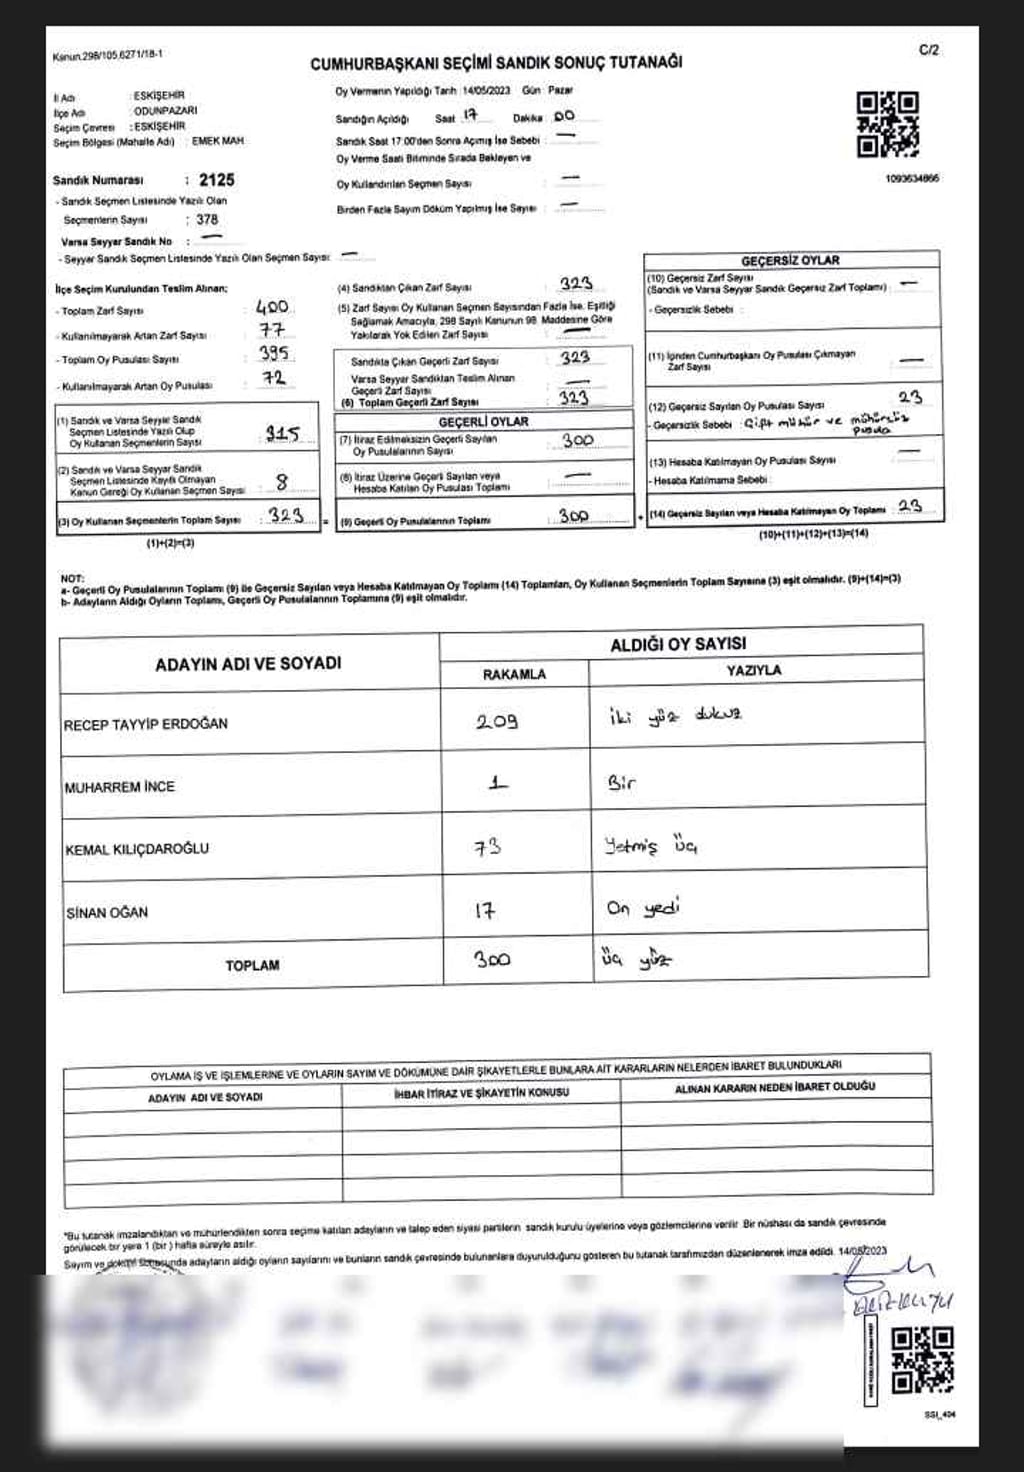 Kanun.298/105,6271/18-1
C/2
CUMHURBAŞKANI SEÇİMİ SANDIK SONUÇ TUTANAĞI
İl Adı : ESKİŞEHİR
İlçe Adı : ODUNPAZARI
Seçim Çevresi : ESKİŞEHİR
Seçim Bölgesi (Mahalle Adı) : EMEK MAH
Sandık Numarası : 2125
- Sandık Seçmen Listesinde Yazılı Olan
Seçmenlerin Sayısı : 378
Varsa Seyyar Sandık No : —
- Seyyar Sandık Seçmen Listesinde Yazılı Olan Seçmen Sayısı: —
Oy Vermenin Yapıldığı Tarih : 14/05/2023 Gün : Pazar
Sandığın Açıldığı Saat : 17 Dakika : 00
Sandık Saat 17:00'den Sonra Açılmış İse Sebebi : —
Oy Verme Saati Bitiminde Sırada Bekleyen ve
Oy Kullandırılan Seçmen Sayısı : —
Birden Fazla Sayım Döküm Yapılmış İse Sayısı : —
1093634866
İlçe Seçim Kurulundan Teslim Alınan;
- Toplam Zarf Sayısı : 400
- Kullanılmayarak Artan Zarf Sayısı : 77
- Toplam Oy Pusulası Sayısı : 395
- Kullanılmayarak Artan Oy Pusulası : 72
(1) Sandık ve Varsa Seyyar Sandık
Seçmen Listesinde Yazılı Olup
Oy Kullanan Seçmenlerin Sayısı : 315
(2) Sandık ve Varsa Seyyar Sandık
Seçmen Listesinde Kayıtlı Olmayan
Kanun Gereği Oy Kullanan Seçmen Sayısı : 8
(3) Oy Kullanan Seçmenlerin Toplam Sayısı : 323
(1)+(2)=(3)
(4) Sandıktan Çıkan Zarf Sayısı : 323
(5) Zarf Sayısı Oy Kullanan Seçmen Sayısından Fazla İse, Eşitliği
Sağlamak Amacıyla, 298 Sayılı Kanunun 98. Maddesine Göre
Yakılarak Yok Edilen Zarf Sayısı : —
Sandıkta Çıkan Geçerli Zarf Sayısı : 323
Varsa Seyyar Sandıktan Teslim Alınan
Geçerli Zarf Sayısı : —
(6) Toplam Geçerli Zarf Sayısı : 323
GEÇERLİ OYLAR
(7) İtiraz Edilmeksizin Geçerli Sayılan
Oy Pusulalarının Sayısı : 300
(8) İtiraz Üzerine Geçerli Sayılan veya
Hesaba Katılan Oy Pusulası Toplamı : —
= (9) Geçerli Oy Pusulalarının Toplamı : 300
GEÇERSİZ OYLAR
(10) Geçersiz Zarf Sayısı
(Sandık ve Varsa Seyyar Sandık Geçersiz Zarf Toplamı) : —
- Geçersizlik Sebebi :
(11) İçinden Cumhurbaşkanı Oy Pusulası Çıkmayan
Zarf Sayısı : —
(12) Geçersiz Sayılan Oy Pusulası Sayısı : 23
- Geçersizlik Sebebi : Çift mühür ve mühürsüz
pusula
(13) Hesaba Katılmayan Oy Pusulası Sayısı : —
- Hesaba Katılmama Sebebi :
+ (14) Geçersiz Sayılan veya Hesaba Katılmayan Oy Toplamı : 23
(10)+(11)+(12)+(13)=(14)
NOT:
a- Geçerli Oy Pusulalarının Toplamı (9) ile Geçersiz Sayılan veya Hesaba Katılmayan Oy Toplamı (14) Toplamları, Oy Kullanan Seçmenlerin Toplam Sayısına (3) eşit olmalıdır. (9)+(14)=(3)
b- Adayların Aldığı Oyların Toplamı, Geçerli Oy Pusulalarının Toplamına (9) eşit olmalıdır.
ADAYIN ADI VE SOYADI
ALDIĞI OY SAYISI
RAKAMLA YAZIYLA
RECEP TAYYİP ERDOĞAN 209 İki yüz dukuz
MUHARREM İNCE 1 Bir
KEMAL KILIÇDAROĞLU 73 Yetmiş üç
SİNAN OĞAN 17 On yedi
TOPLAM 300 üç yüz
OYLAMA İŞ VE İŞLEMLERİNE VE OYLARIN SAYIM VE DÖKÜMÜNE DAİR ŞİKAYETLERLE BUNLARA AİT KARARLARIN NELERDEN İBARET BULUNDUKLARI
ADAYIN ADI VE SOYADI İHBAR İTİRAZ VE ŞİKAYETİN KONUSU ALINAN KARARIN NEDEN İBARET OLDUĞU
*Bu tutanak imzalandıktan ve mühürlendikten sonra seçime katılan adayların ve talep eden siyasi partilerin sandık kurulu üyelerine veya gözlemcilerine verilir. Bir nüshası da sandık çevresinde
görülecek bir yere 1 (bir) hafta süreyle asılır.
Sayım ve döküm sonucunda adayların aldığı oyların sayılarını ve bunların sandık çevresinde bulunanlara duyurulduğunu gösteren bu tutanak tarafımızdan düzenlenerek imza edildi. 14/05/2023
SSI_404